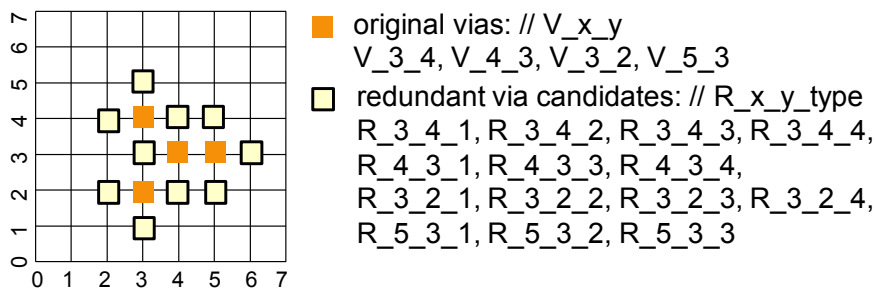 7
6
5
4
3
2
1
0
0 1 2 3 4 5 6 7
original vias: // V_x_y
V_3_4, V_4_3, V_3_2, V_5_3
redundant via candidates: // R_x_y_type
R_3_4_1, R_3_4_2, R_3_4_3, R_3_4_4,
R_4_3_1, R_4_3_3, R_4_3_4,
R_3_2_1, R_3_2_2, R_3_2_3, R_3_2_4,
R_5_3_1, R_5_3_2, R_5_3_3